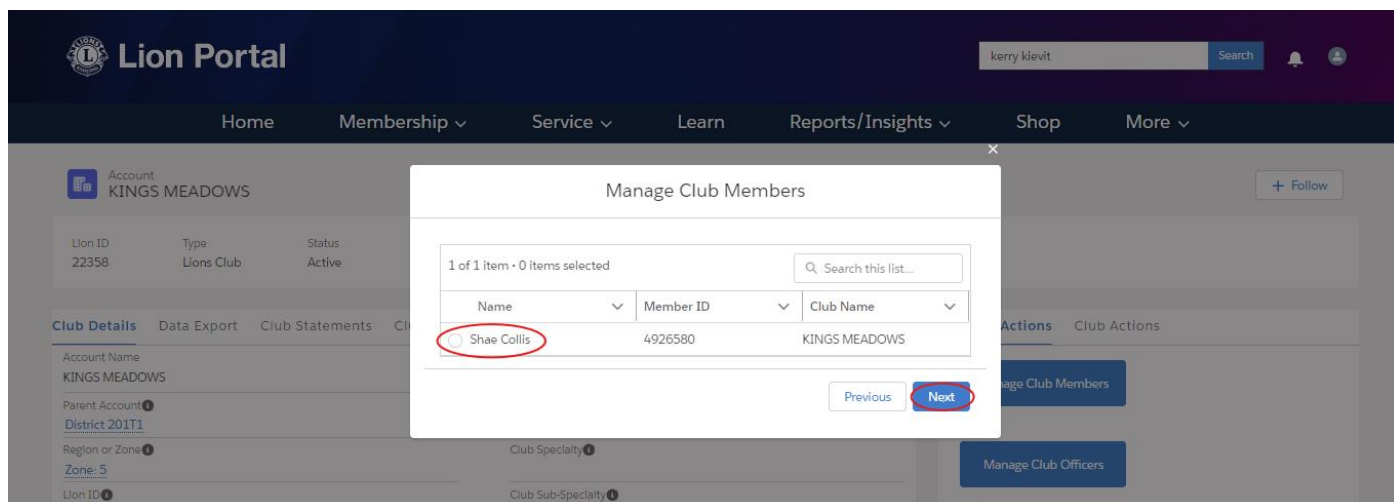 Lion Portal
kerry kievit
Search
Home Membership Service Learn Reports/Insights Shop More
Account
KINGS MEADOWS
+ Follow
Lion ID Type Status
22358 Lions Club Active
Manage Club Members
1 of 1 item • 0 items selected
Search this list...
Name Member ID Club Name
Shae Collis 4926580 KINGS MEADOWS
Previous Next
Club Details Data Export Club Statements
Actions Club Actions
Account Name
KINGS MEADOWS
Club Members
Parent Account
District 201T1
Region or Zone Club Specialty
Zone: 5
Manage Club Officers
Lion ID Club Sub-Specialty